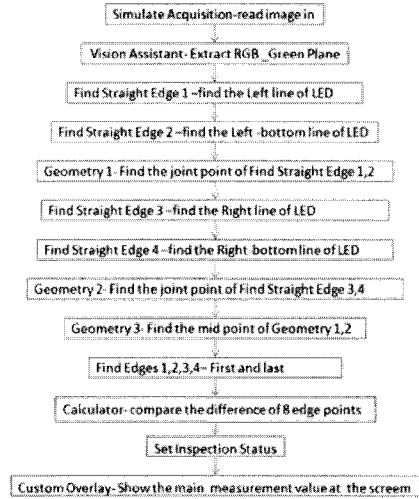 Simulate Acquisition-read image in
Vision Assistant- Extract RGB _Green Plane
Find Straight Edge 1 –find the Left line of LED
Find Straight Edge 2 –find the Left -bottom line of LED
Geometry 1- Find the joint point of Find Straight Edge 1,2
Find Straight Edge 3 –find the Right line of LED
Find Straight Edge 4 –find the Right-bottom line of LED
Geometry 2- Find the joint point of Find Straight Edge 3,4
Geometry 3- Find the mid point of Geometry 1,2
Find Edges 1,2,3,4– First and last
Calculator- compare the difference of 8 edge points
Set Inspection Status
Custom Overlay- Show the main measurement value at the screem